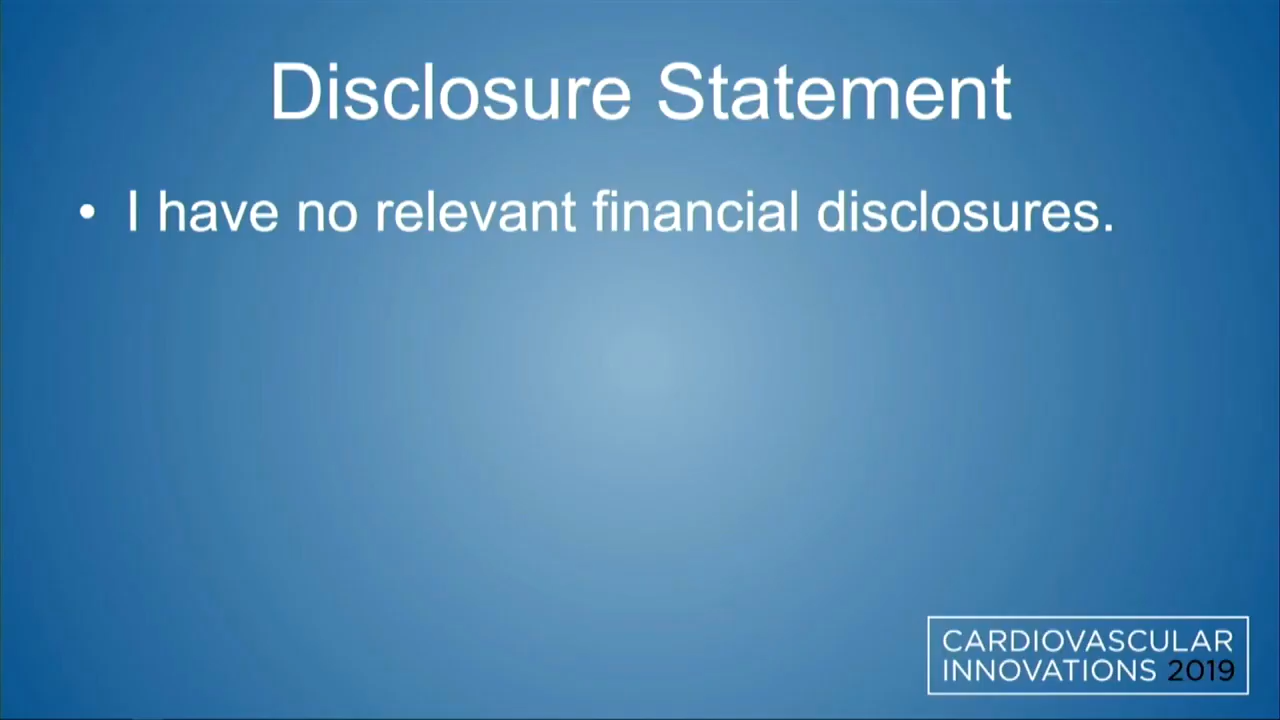 Disclosure Statement
• I have no relevant financial disclosures.
CARDIOVASCULAR
INNOVATIONS 2019